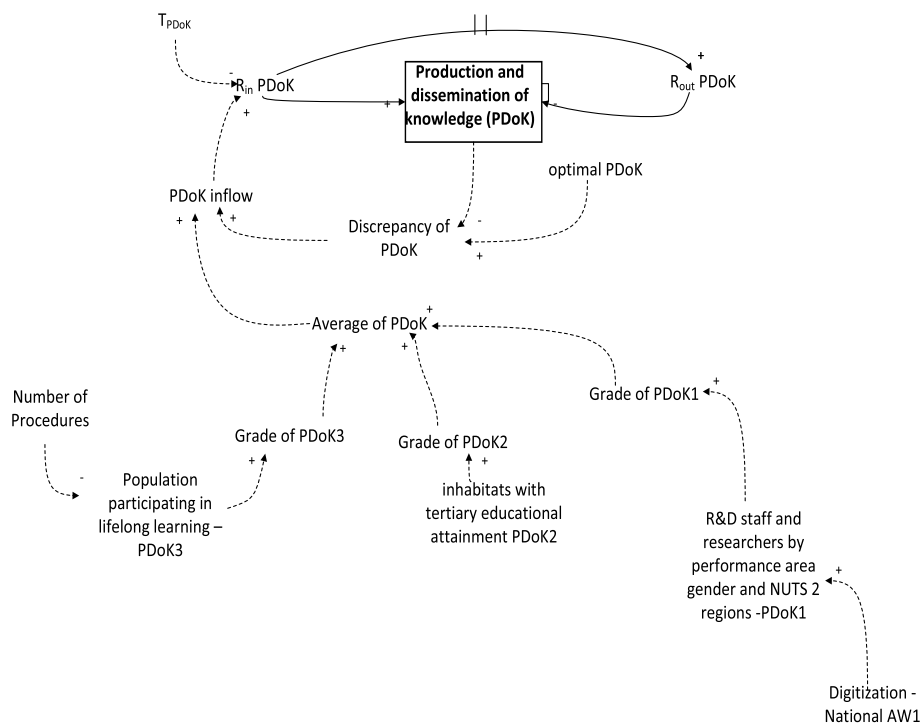 T_PDoK
R_in PDoK
Production and
dissemination of
knowledge (PDoK)
R_out PDoK
optimal PDoK
PDoK inflow
Discrepancy of
PDoK
Average of PDoK
Number of
Procedures
Grade of PDoK1
Grade of PDoK3
Grade of PDoK2
Population
participating in
lifelong learning –
PDoK3
inhabitats with
tertiary educational
attainment PDoK2
R&D staff and
researchers by
performance area
gender and NUTS 2
regions -PDoK1
Digitization -
National AW1